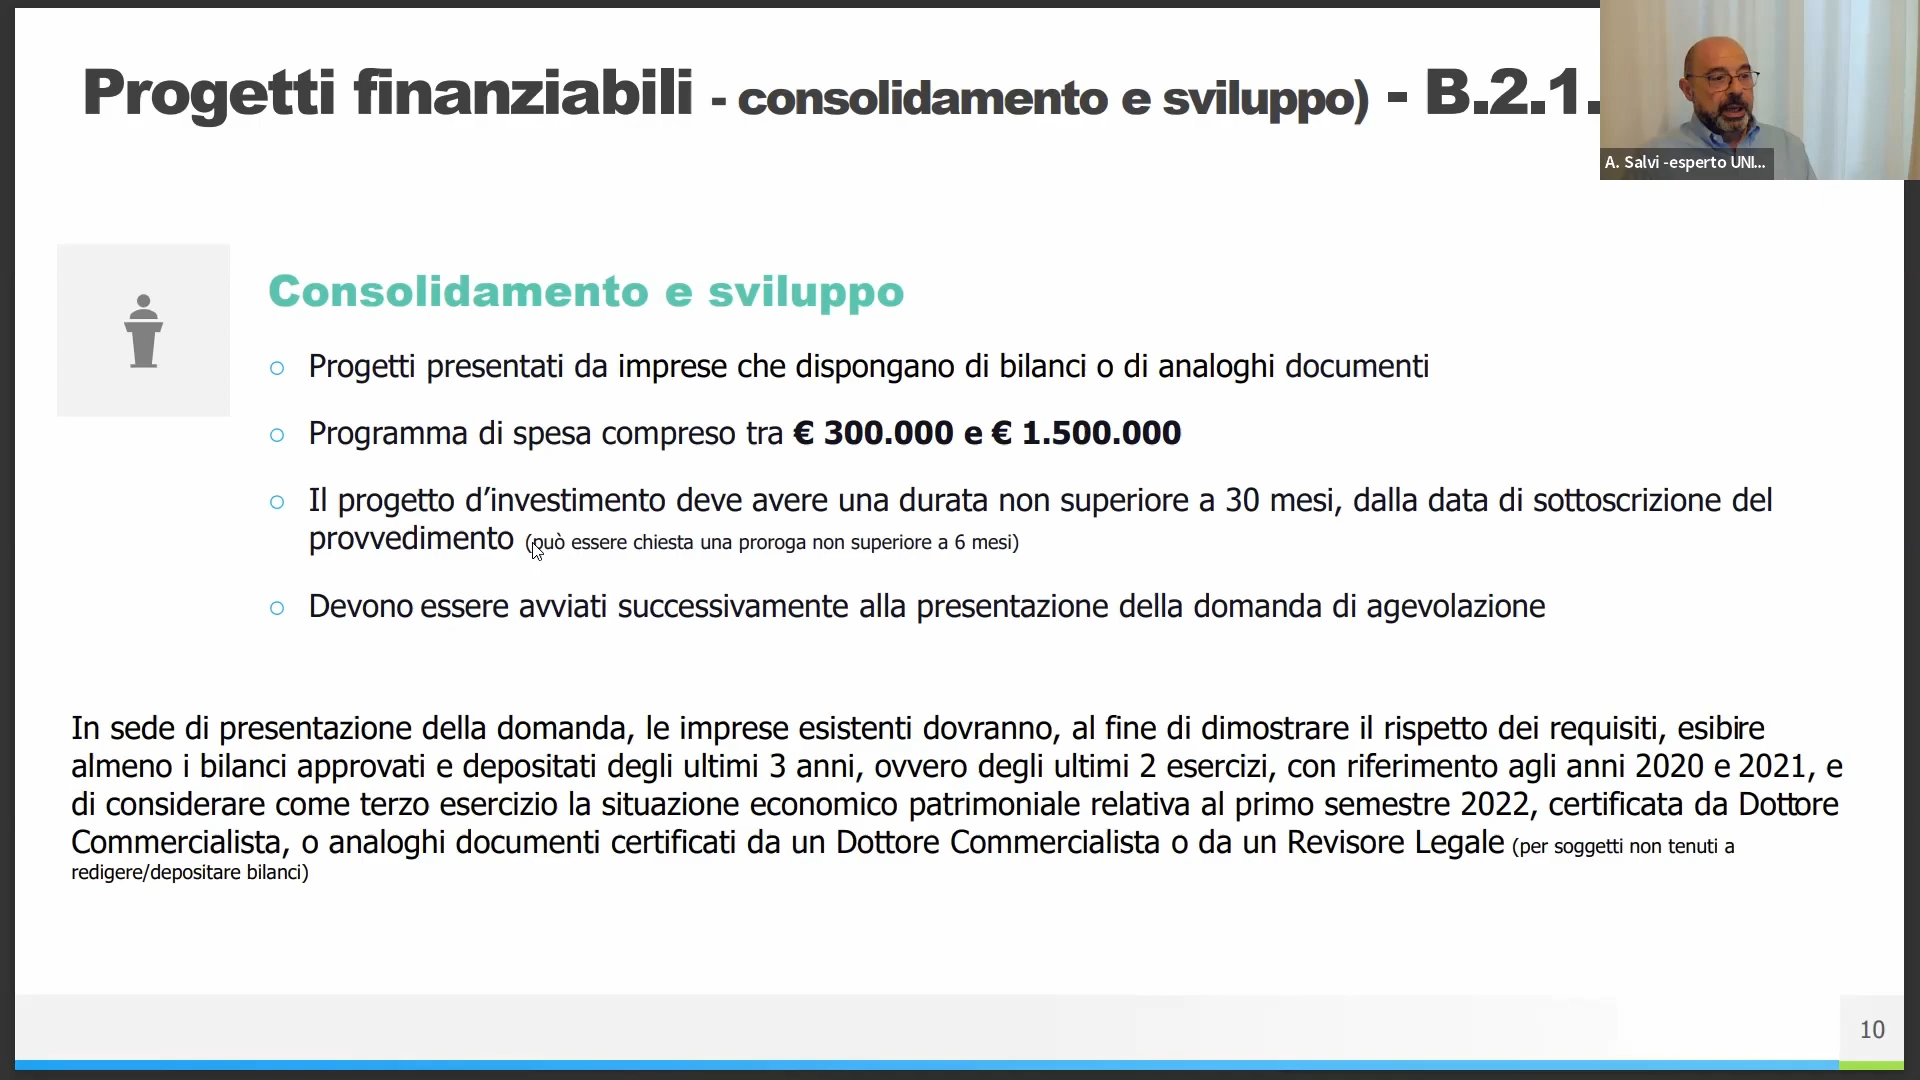 Progetti finanziabili - consolidamento e sviluppo) - B.2.1.
A. Salvi -esperto UNI...
Consolidamento e sviluppo
○ Progetti presentati da imprese che dispongano di bilanci o di analoghi documenti
○ Programma di spesa compreso tra € 300.000 e € 1.500.000
○ Il progetto d’investimento deve avere una durata non superiore a 30 mesi, dalla data di sottoscrizione del
provvedimento (può essere chiesta una proroga non superiore a 6 mesi)
○ Devono essere avviati successivamente alla presentazione della domanda di agevolazione
In sede di presentazione della domanda, le imprese esistenti dovranno, al fine di dimostrare il rispetto dei requisiti, esibire
almeno i bilanci approvati e depositati degli ultimi 3 anni, ovvero degli ultimi 2 esercizi, con riferimento agli anni 2020 e 2021, e
di considerare come terzo esercizio la situazione economico patrimoniale relativa al primo semestre 2022, certificata da Dottore
Commercialista, o analoghi documenti certificati da un Dottore Commercialista o da un Revisore Legale (per soggetti non tenuti a
redigere/depositare bilanci)
10